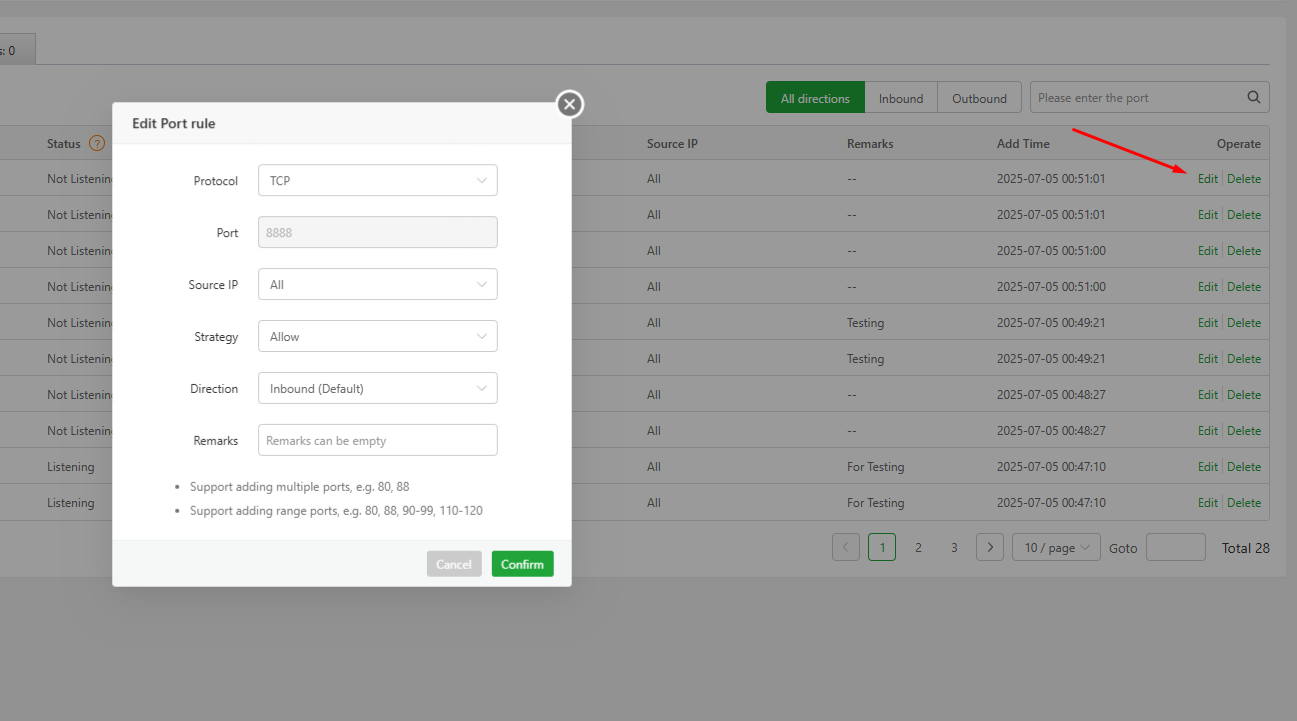 s: 0
All directions Inbound Outbound Please enter the port
Edit Port rule
Status ? Source IP Remarks Add Time Operate
Protocol TCP
Not Listenin All -- 2025-07-05 00:51:01 Edit Delete
Not Listenin All -- 2025-07-05 00:51:01 Edit Delete
Port 8888
Not Listenin All -- 2025-07-05 00:51:00 Edit Delete
Source IP All
Not Listenin All -- 2025-07-05 00:51:00 Edit Delete
Not Listenin All Testing 2025-07-05 00:49:21 Edit Delete
Strategy Allow
Not Listenin All Testing 2025-07-05 00:49:21 Edit Delete
Direction Inbound (Default)
Not Listenin All -- 2025-07-05 00:48:27 Edit Delete
Not Listenin All -- 2025-07-05 00:48:27 Edit Delete
Remarks Remarks can be empty
Listening All For Testing 2025-07-05 00:47:10 Edit Delete
• Support adding multiple ports, e.g. 80, 88
Listening All For Testing 2025-07-05 00:47:10 Edit Delete
• Support adding range ports, e.g. 80, 88, 90-99, 110-120
1 2 3 10 / page Goto Total 28
Cancel Confirm